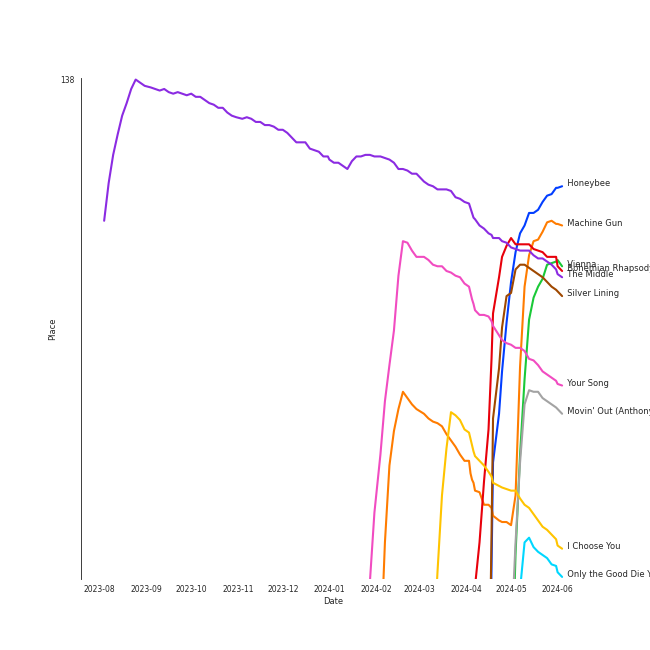 138
Honeybee
Machine Gun
Vienna
Bohemian Rhapsody
The Middle
Silver Lining
Place
Your Song
Movin' Out (Anthony
I Choose You
Only the Good Die Y
2023-08 2023-09 2023-10 2023-11 2023-12 2024-01 2024-02 2024-03 2024-04 2024-05 2024-06
Date